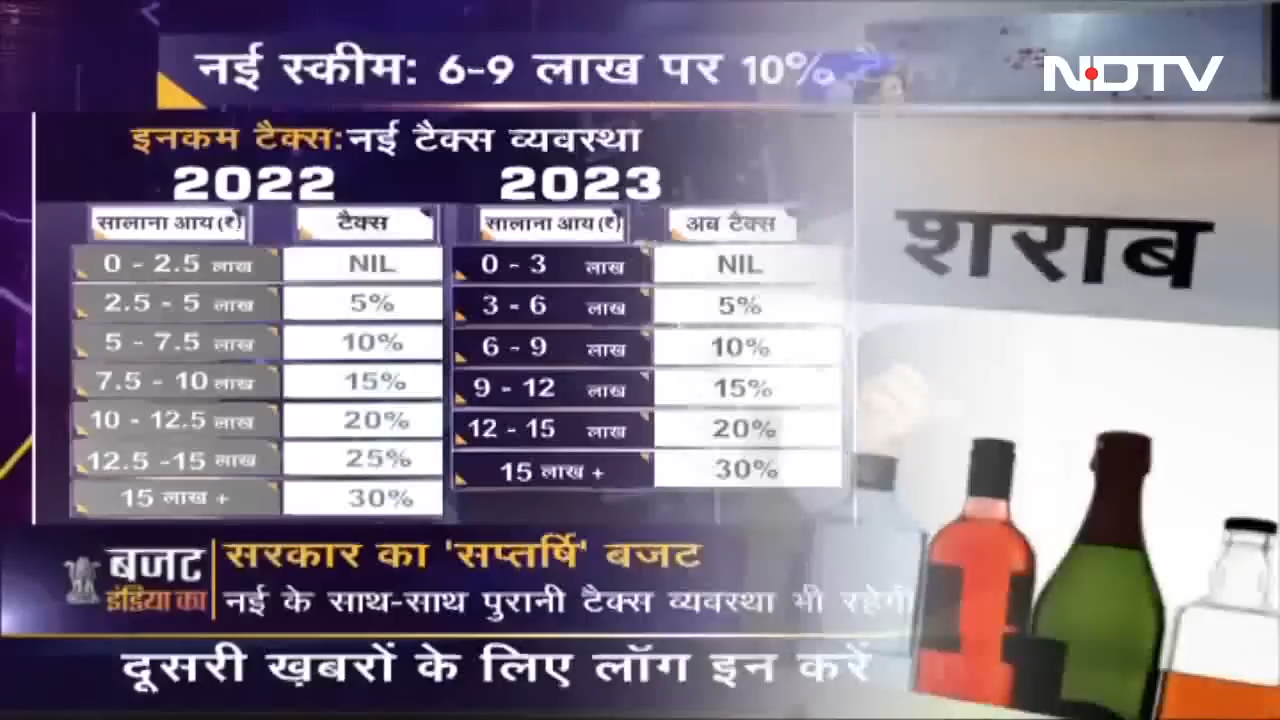 नई स्कीम: 6-9 लाख पर 10%
NDTV
इनकम टैक्स: नई टैक्स व्यवस्था
2022 2023
सालाना आय (₹) टैक्स सालाना आय (₹) अब टैक्स
0 - 2.5 लाख NIL 0 - 3 लाख NIL
2.5 - 5 लाख 5% 3 - 6 लाख 5%
5 - 7.5 लाख 10% 6 - 9 लाख 10%
7.5 - 10 लाख 15% 9 - 12 लाख 15%
10 - 12.5 लाख 20% 12 - 15 लाख 20%
12.5 -15 लाख 25% 15 लाख + 30%
15 लाख + 30%
शराब
बजट इंडिया का
सरकार का 'सप्तर्षि' बजट
नई के साथ-साथ पुरानी टैक्स व्यवस्था भी रहेगी
दूसरी ख़बरों के लिए लॉग इन करें